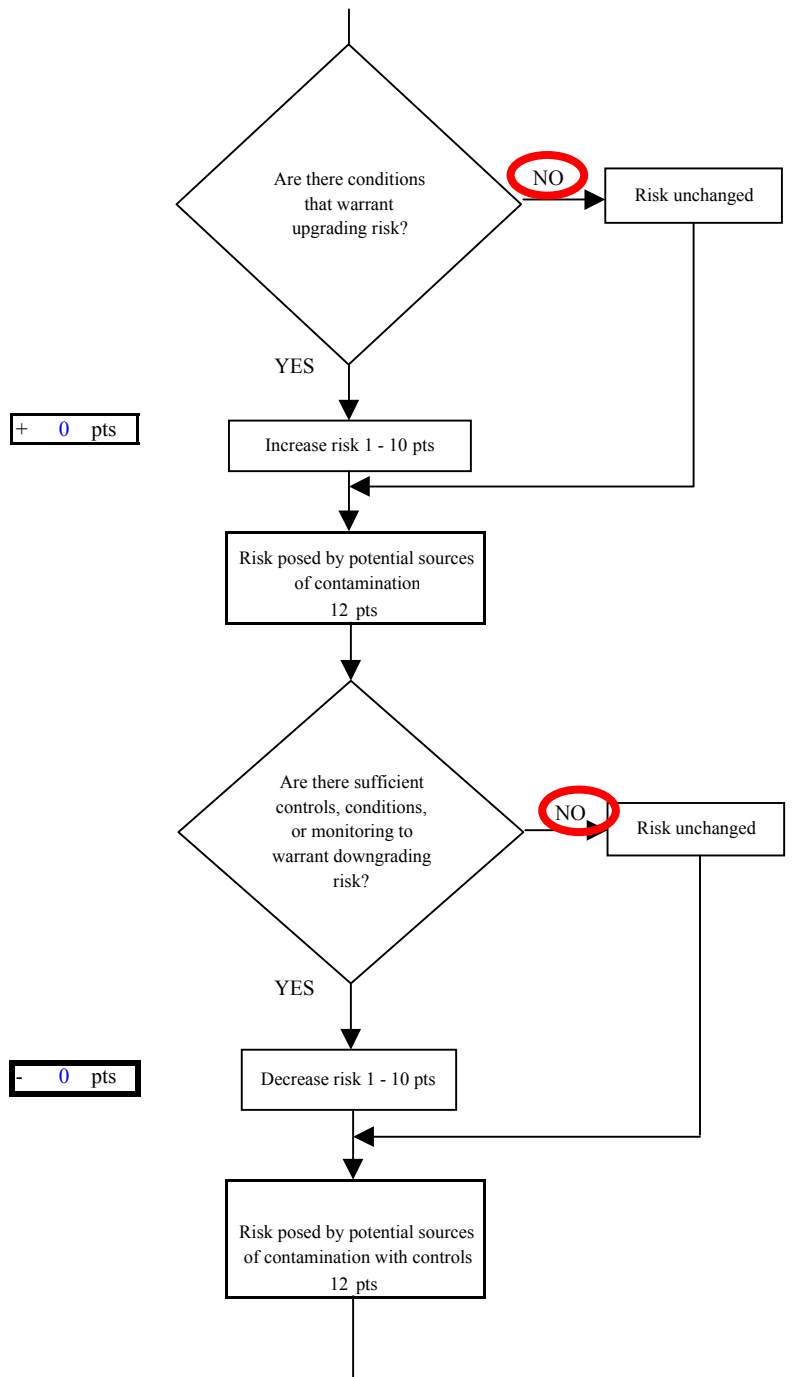 Are there conditions
that warrant
upgrading risk?
NO
Risk unchanged
YES
+ 0 pts
Increase risk 1 - 10 pts
Risk posed by potential sources
of contamination
12 pts
Are there sufficient
controls, conditions,
or monitoring to
warrant downgrading
risk?
NO
Risk unchanged
YES
- 0 pts
Decrease risk 1 - 10 pts
Risk posed by potential sources
of contamination with controls
12 pts